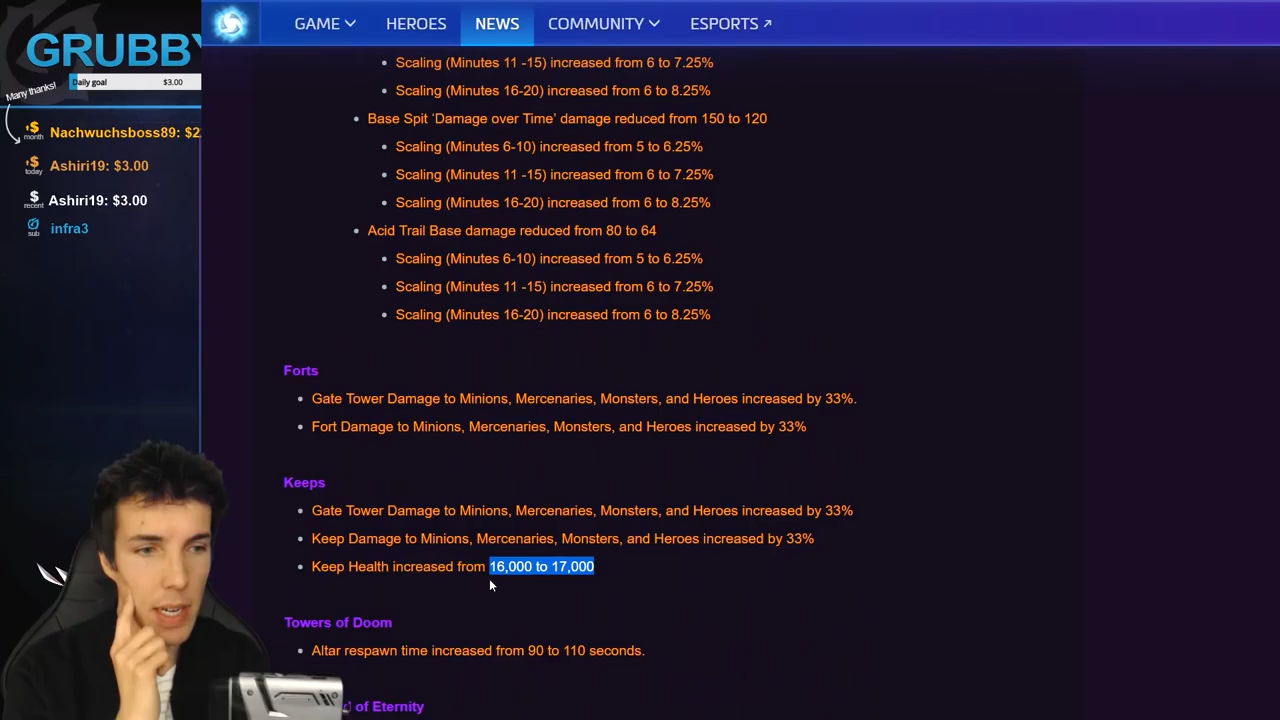 GRUBBY
Daily goal $3.00
Many thanks!
$ month Nachwuchsboss89: $2
$ today Ashiri19: $3.00
$ recent Ashiri19: $3.00
sub infra3
GAME HEROES NEWS COMMUNITY ESPORTS
Scaling (Minutes 11 -15) increased from 6 to 7.25%
Scaling (Minutes 16-20) increased from 6 to 8.25%
Base Spit ‘Damage over Time’ damage reduced from 150 to 120
Scaling (Minutes 6-10) increased from 5 to 6.25%
Scaling (Minutes 11 -15) increased from 6 to 7.25%
Scaling (Minutes 16-20) increased from 6 to 8.25%
Acid Trail Base damage reduced from 80 to 64
Scaling (Minutes 6-10) increased from 5 to 6.25%
Scaling (Minutes 11 -15) increased from 6 to 7.25%
Scaling (Minutes 16-20) increased from 6 to 8.25%
Forts
Gate Tower Damage to Minions, Mercenaries, Monsters, and Heroes increased by 33%.
Fort Damage to Minions, Mercenaries, Monsters, and Heroes increased by 33%
Keeps
Gate Tower Damage to Minions, Mercenaries, Monsters, and Heroes increased by 33%
Keep Damage to Minions, Mercenaries, Monsters, and Heroes increased by 33%
Keep Health increased from 16,000 to 17,000
Towers of Doom
Altar respawn time increased from 90 to 110 seconds.
of Eternity